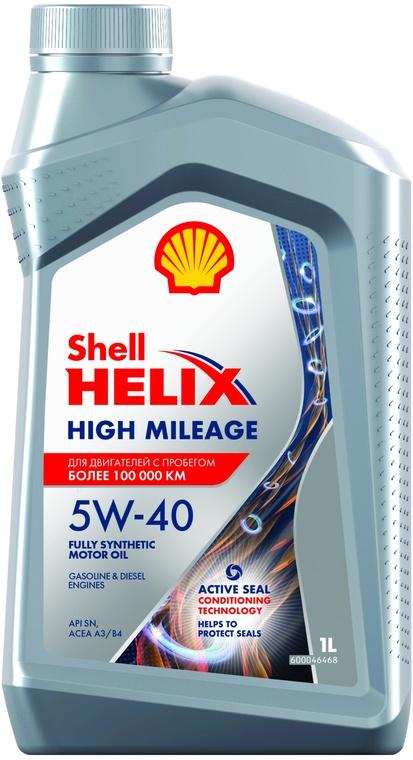 Shell
HELIX
HIGH MILEAGE
ДЛЯ ДВИГАТЕЛЕЙ С ПРОБЕГОМ
БОЛЕЕ 100 000 КМ
5W-40
FULLY SYNTHETIC
MOTOR OIL
GASOLINE & DIESEL
ENGINES
API SN,
ACEA A3/B4
ACTIVE SEAL
CONDITIONING
TECHNOLOGY
HELPS TO
PROTECT SEALS
1L
600046468